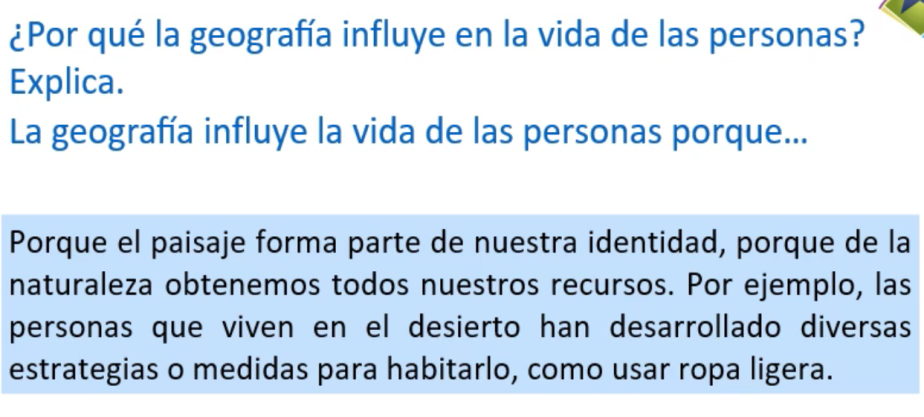 ¿Por qué la geografía influye en la vida de las personas?
Explica.
La geografía influye la vida de las personas porque...
Porque el paisaje forma parte de nuestra identidad, porque de la
naturaleza obtenemos todos nuestros recursos. Por ejemplo, las
personas que viven en el desierto han desarrollado diversas
estrategias o medidas para habitarlo, como usar ropa ligera.